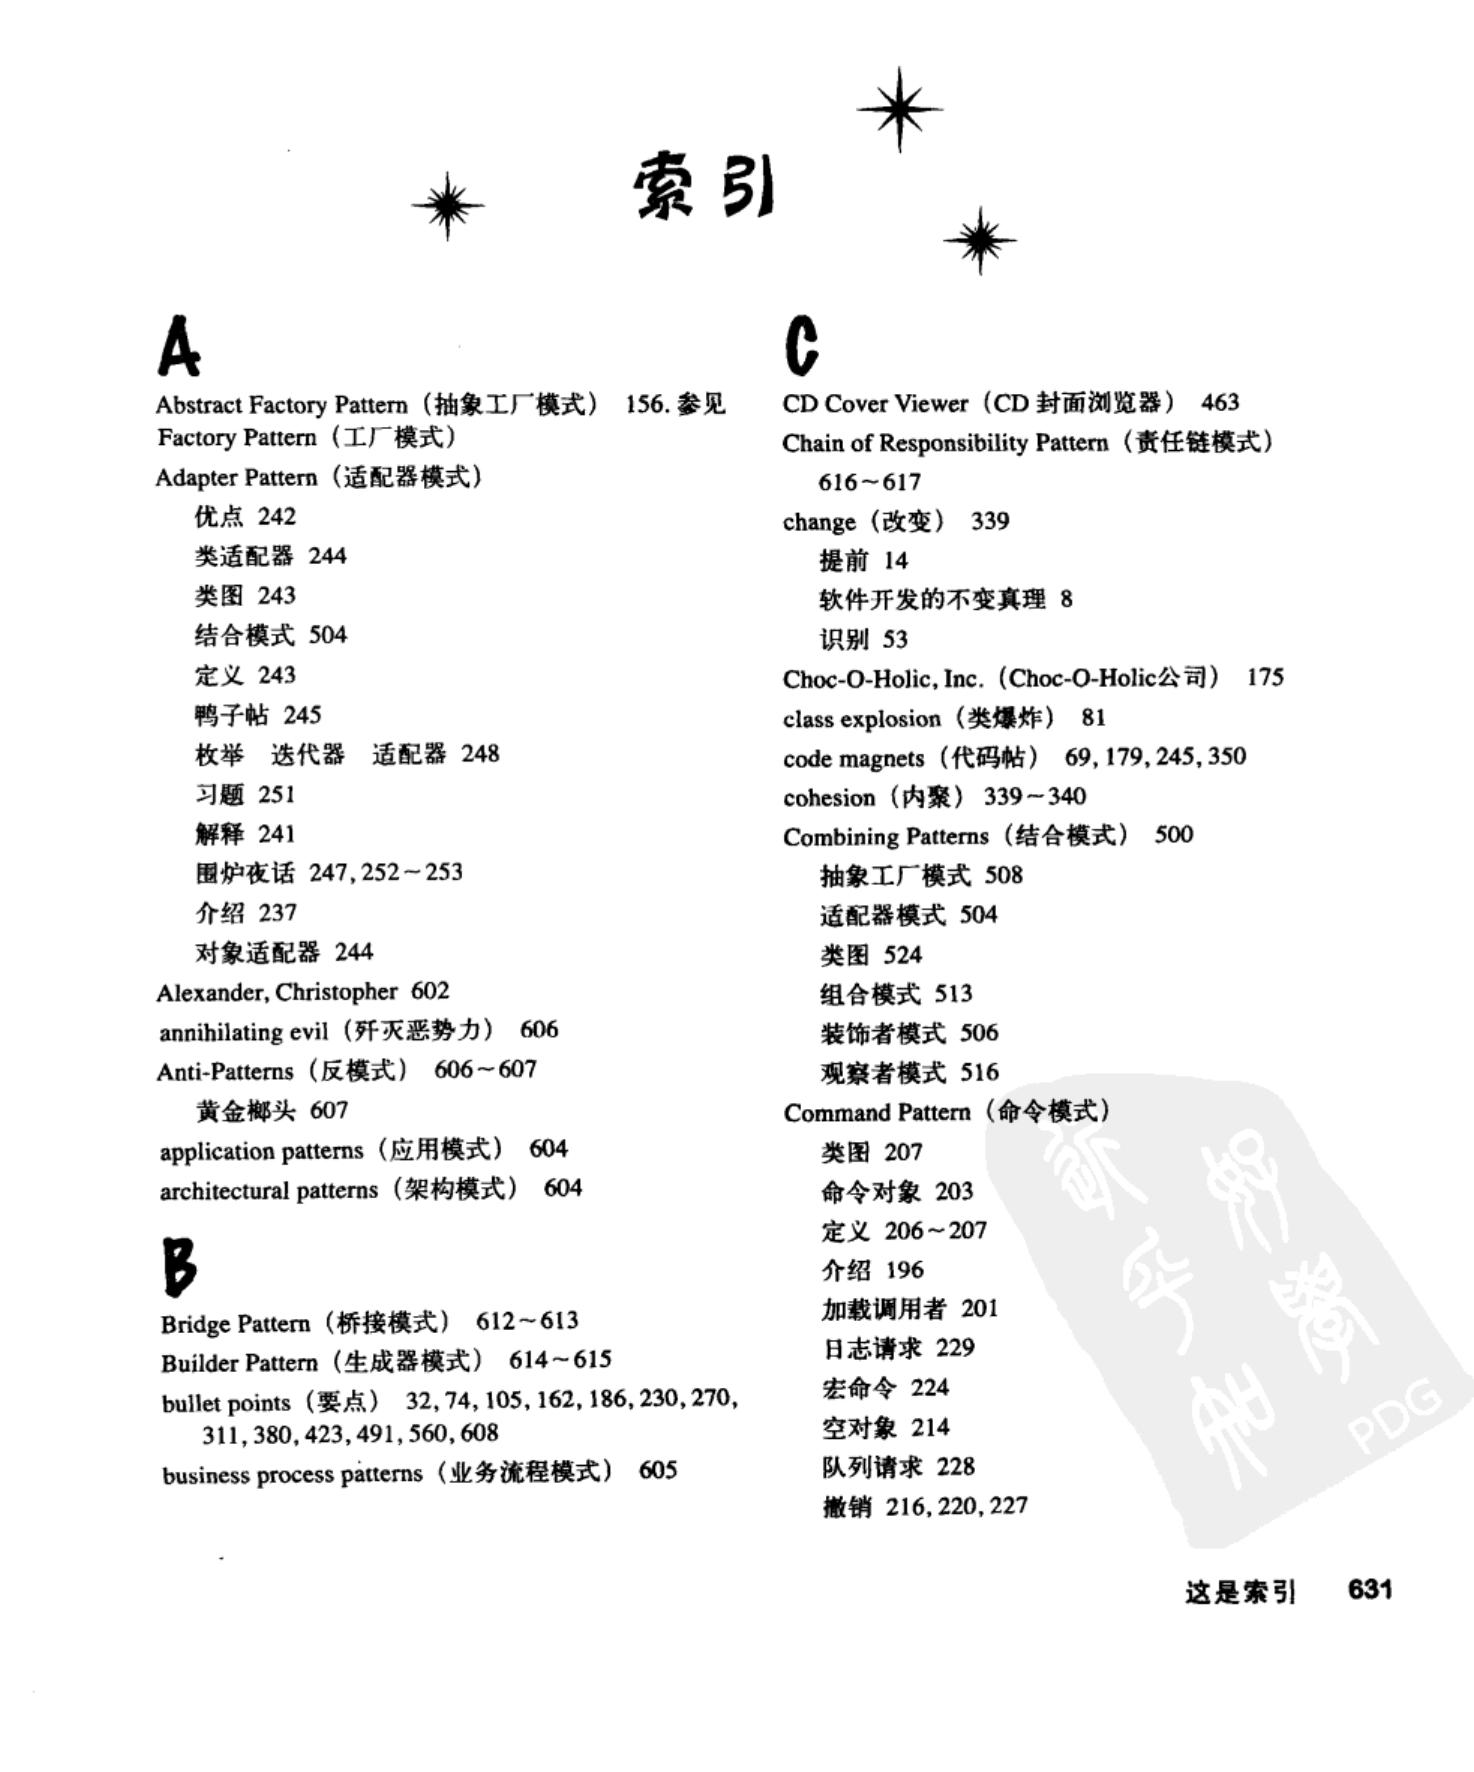 索引
A
Abstract Factory Pattern（抽象工厂模式） 156. 参见
Factory Pattern（工厂模式）
Adapter Pattern（适配器模式）
优点 242
类适配器 244
类图 243
结合模式 504
定义 243
鸭子帖 245
枚举 迭代器 适配器 248
习题 251
解释 241
围炉夜话 247, 252～253
介绍 237
对象适配器 244
Alexander, Christopher 602
annihilating evil（歼灭恶势力） 606
Anti-Patterns（反模式） 606～607
黄金榔头 607
application patterns（应用模式） 604
architectural patterns（架构模式） 604
B
Bridge Pattern（桥接模式） 612～613
Builder Pattern（生成器模式） 614～615
bullet points（要点） 32, 74, 105, 162, 186, 230, 270,
311, 380, 423, 491, 560, 608
business process patterns（业务流程模式） 605
C
CD Cover Viewer（CD 封面浏览器） 463
Chain of Responsibility Pattern（责任链模式）
616～617
change（改变） 339
提前 14
软件开发的不变真理 8
识别 53
Choc-O-Holic, Inc.（Choc-O-Holic公司） 175
class explosion（类爆炸） 81
code magnets（代码帖） 69, 179, 245, 350
cohesion（内聚） 339～340
Combining Patterns（结合模式） 500
抽象工厂模式 508
适配器模式 504
类图 524
组合模式 513
装饰者模式 506
观察者模式 516
Command Pattern（命令模式）
类图 207
命令对象 203
定义 206～207
介绍 196
加载调用者 201
日志请求 229
宏命令 224
空对象 214
队列请求 228
撤销 216, 220, 227
PDG
这是索引 631